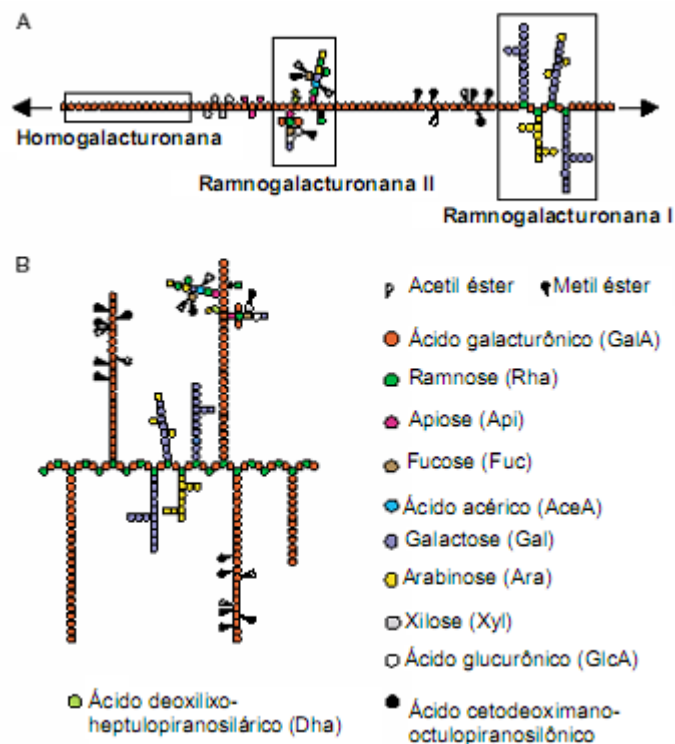 A
Homogalacturonana
Ramnogalacturonana II
Ramnogalacturonana I
B
Acetil éster
Metil éster
Ácido galacturônico (GalA)
Ramnose (Rha)
Apiose (Api)
Fucose (Fuc)
Ácido acérico (AceA)
Galactose (Gal)
Arabinose (Ara)
Xilose (Xyl)
Ácido glucurônico (GlcA)
Ácido deoxilixo-
heptulopiranosilárico (Dha)
Ácido cetodeoximano-
octulopiranosilônico